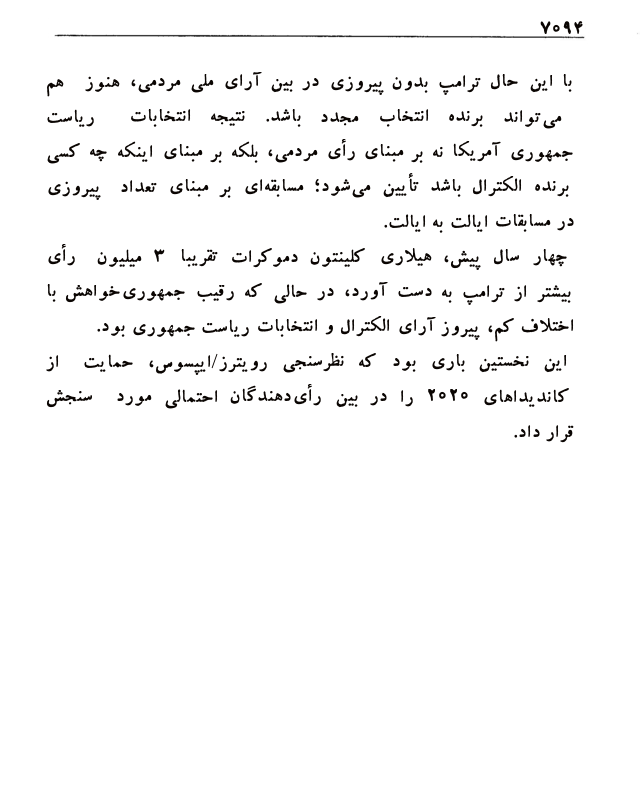 ۷۰۹۴
با این حال ترامپ بدون پیروزی در بین آرای ملی مردمی، هنوز هم
می‌تواند برنده انتخاب مجدد باشد. نتیجه انتخابات ریاست
جمهوری آمریکا نه بر مبنای رأی مردمی، بلکه بر مبنای اینکه چه کسی
برنده الکترال باشد تأیین می‌شود؛ مسابقه‌ای بر مبنای تعداد پیروزی
در مسابقات ایالت به ایالت.
چهار سال پیش، هیلاری کلینتون دموکرات تقریبا ۳ میلیون رأی
بیشتر از ترامپ به دست آورد، در حالی که رقیب جمهوری‌خواهش با
اختلاف کم، پیروز آرای الکترال و انتخابات ریاست جمهوری بود.
این نخستین باری بود که نظرسنجی رویترز/ایپسوس، حمایت از
کاندیداهای ۲۰۲۰ را در بین رأی‌دهندگان احتمالی مورد سنجش
قرار داد.